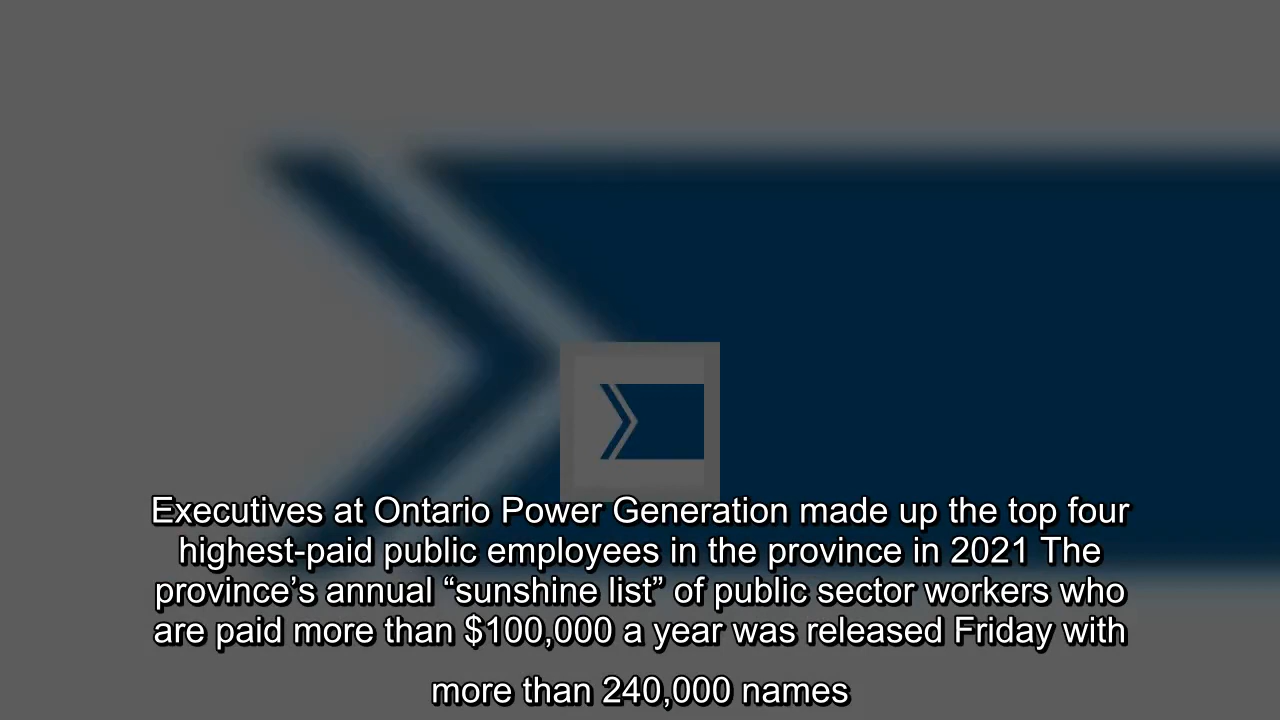 Executives at Ontario Power Generation made up the top four
highest-paid public employees in the province in 2021 The
province’s annual “sunshine list” of public sector workers who
are paid more than $100,000 a year was released Friday with
more than 240,000 names